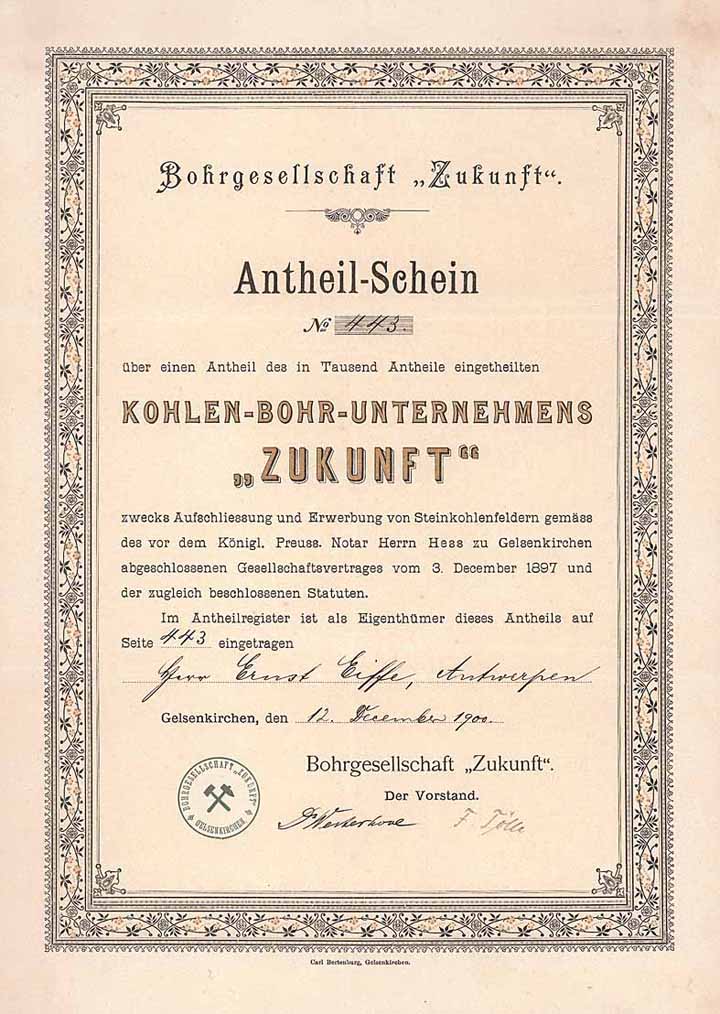 Bohrgesellschaft „Zukunft“.
Antheil-Schein
No 443.
über einen Antheil des in Tausend Antheile eingetheilten
KOHLEN-BOHR-UNTERNEHMENS
„ZUKUNFT“
zwecks Aufschliessung und Erwerbung von Steinkohlenfeldern gemäss
des vor dem Königl. Preuss. Notar Herrn Hess zu Gelsenkirchen
abgeschlossenen Gesellschaftsvertrages vom 3. December 1897 und
der zugleich beschlossenen Statuten.
Im Antheilregister ist als Eigenthümer dieses Antheils auf
Seite 443 eingetragen
Herr Ernst Eiffe, Antwerpen
Gelsenkirchen, den 12. December 1900.
Bohrgesellschaft „Zukunft“.
Der Vorstand.
BOHRGESELLSCHAFT „ZUKUNFT“
GELSENKIRCHEN
F. Tölle
Carl Bertenburg, Gelsenkirchen.